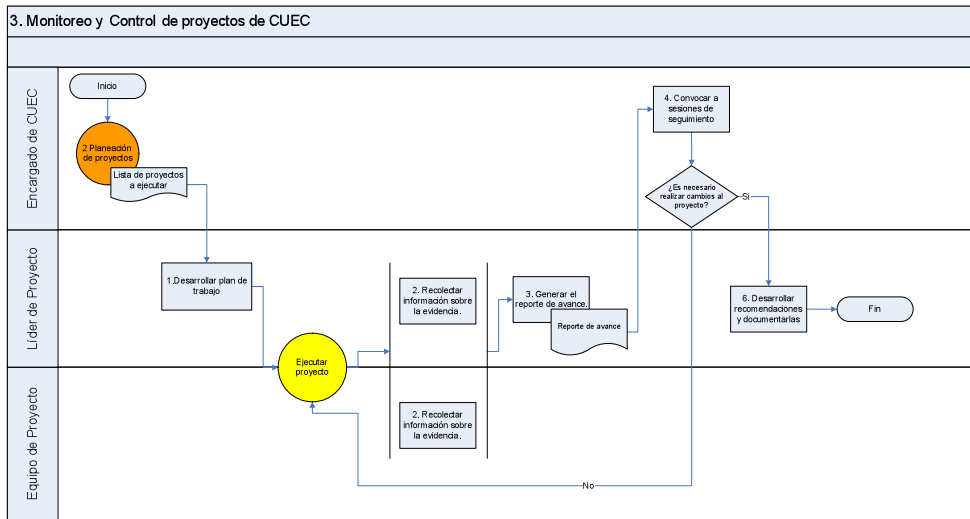 3. Monitoreo y Control de proyectos de CUEC
Encargado de CUEC
Inicio
2 Planeación
de proyectos
Lista de proyectos
a ejecutar
4. Convocar a
sesiones de
seguimiento
¿Es necesario
realizar cambios al
proyecto?
Si
Líder de Proyecto
1.Desarrollar plan de
trabajo
2. Recolectar
información sobre
la evidencia.
3. Generar el
reporte de avance.
Reporte de avance
6. Desarrollar
recomendaciones
y documentarlas
Fin
Ejecutar
proyecto
Equipo de Proyecto
2. Recolectar
información sobre
la evidencia.
No